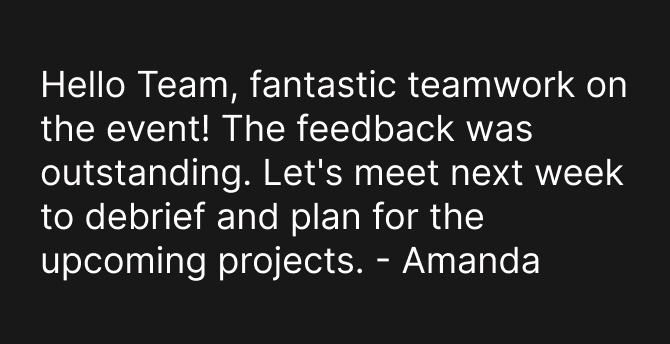 Hello Team, fantastic teamwork on
the event! The feedback was
outstanding. Let's meet next week
to debrief and plan for the
upcoming projects. - Amanda